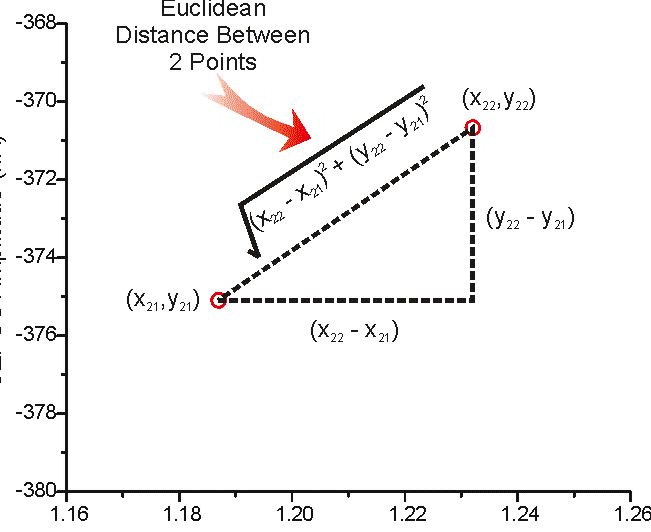 Euclidean
Distance Between
2 Points
(x₂₂ - x₂₁)² + (y₂₂ - y₂₁)²
(x₂₂,y₂₂)
(y₂₂ - y₂₁)
(x₂₁,y₂₁)
(x₂₂ - x₂₁)
-368
-370
-372
-374
-376
-378
-380
1.16
1.18
1.20
1.22
1.24
1.26